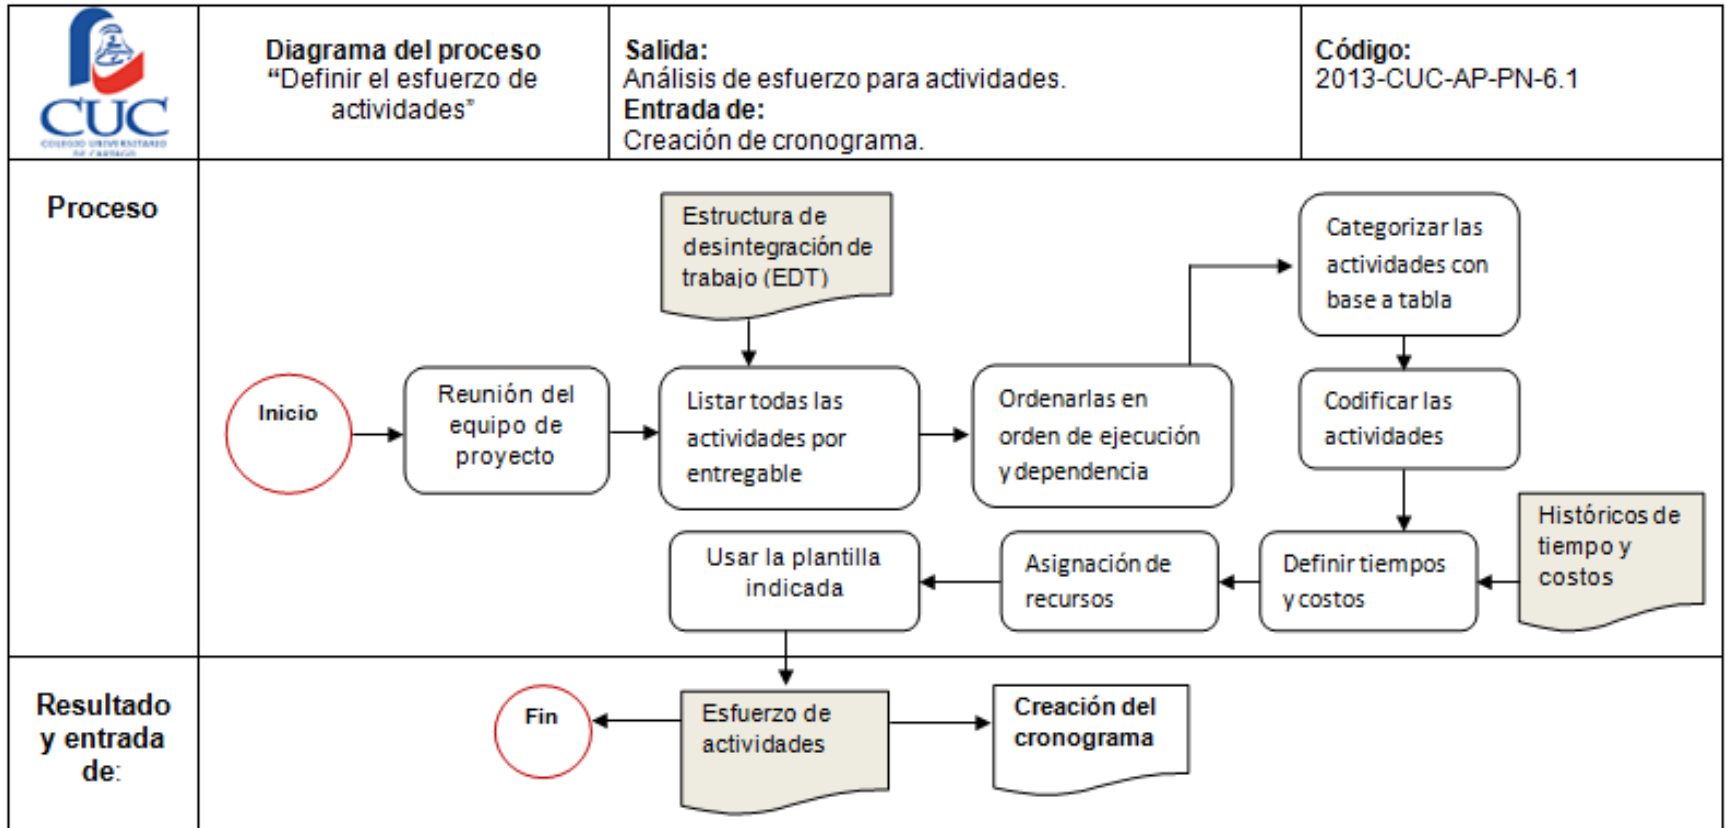 CUC
COLEGIO UNIVERSITARIO
DE CARTAGO
Diagrama del proceso
“Definir el esfuerzo de
actividades”
Salida:
Análisis de esfuerzo para actividades.
Entrada de:
Creación de cronograma.
Código:
2013-CUC-AP-PN-6.1
Proceso
Estructura de
desintegración de
trabajo (EDT)
Categorizar las
actividades con
base a tabla
Inicio
Reunión del
equipo de
proyecto
Listar todas las
actividades por
entregable
Ordenarlas en
orden de ejecución
y dependencia
Codificar las
actividades
Históricos de
tiempo y
costos
Definir tiempos
y costos
Asignación de
recursos
Usar la plantilla
indicada
Resultado
y entrada
de:
Fin
Esfuerzo de
actividades
Creación del
cronograma